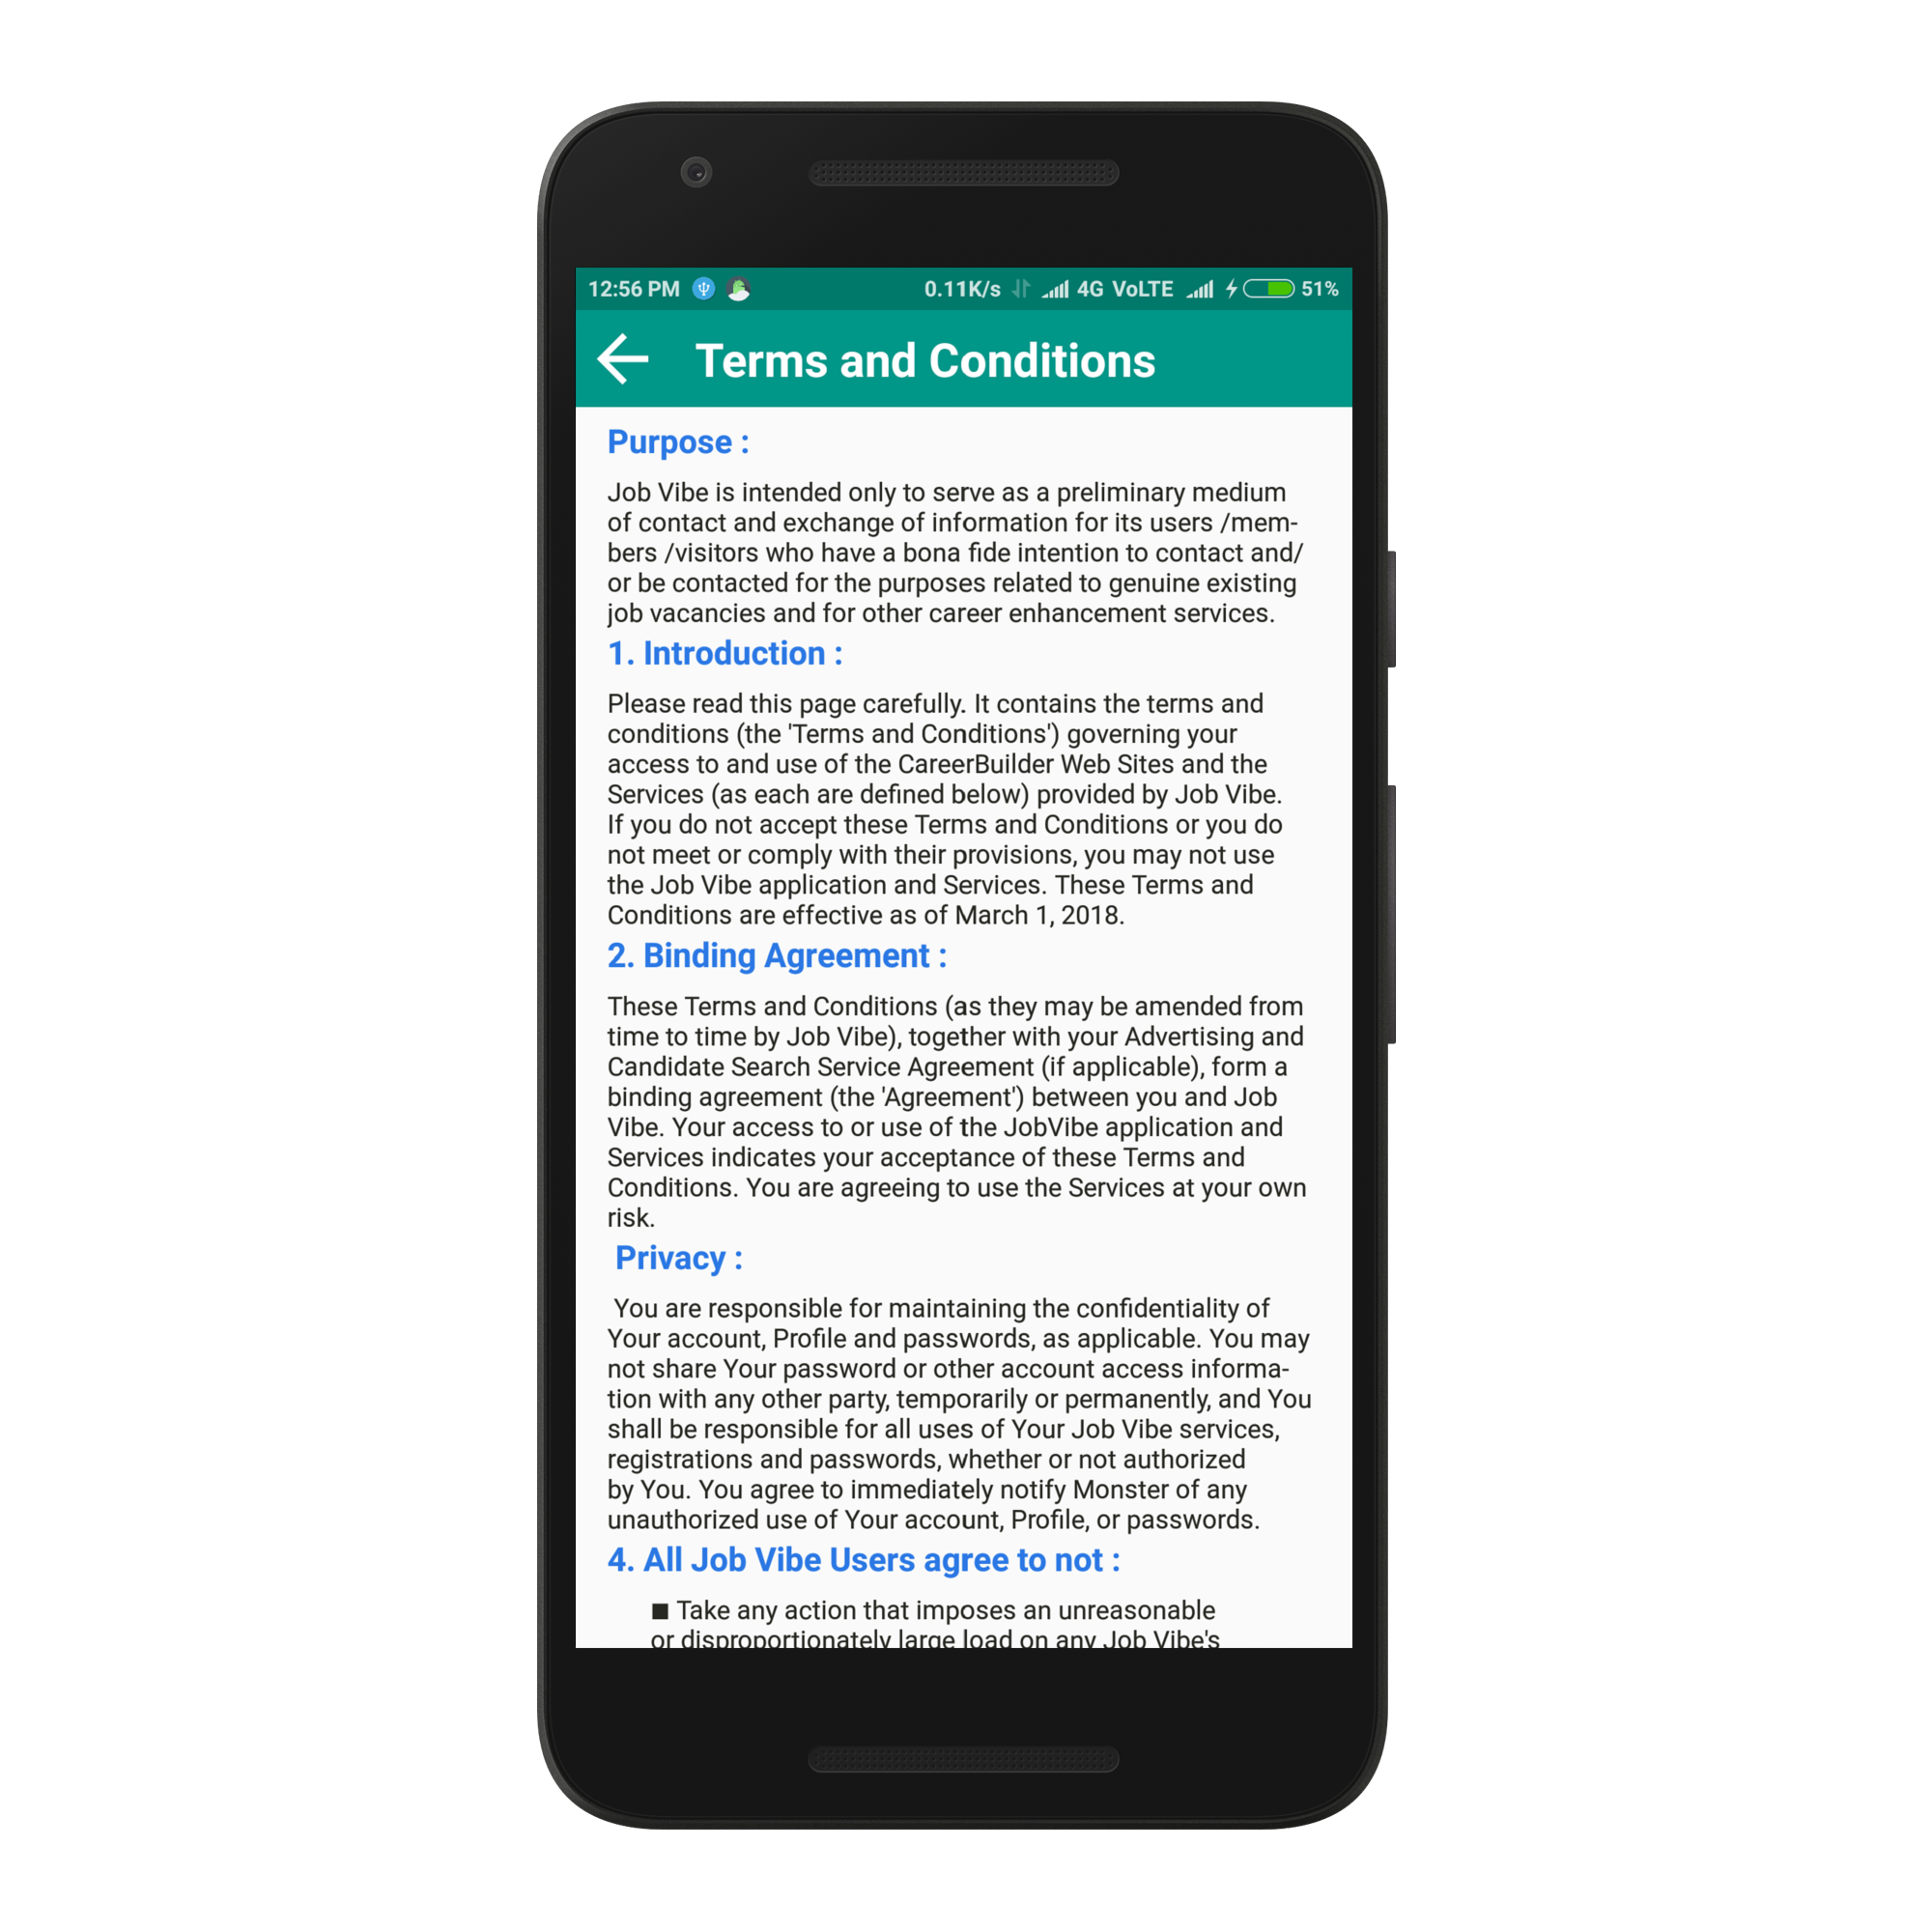 12:56 PM 0.11K/s 4G VoLTE 51%
Terms and Conditions
Purpose :
Job Vibe is intended only to serve as a preliminary medium
of contact and exchange of information for its users /mem-
bers /visitors who have a bona fide intention to contact and/
or be contacted for the purposes related to genuine existing
job vacancies and for other career enhancement services.
1. Introduction :
Please read this page carefully. It contains the terms and
conditions (the 'Terms and Conditions') governing your
access to and use of the CareerBuilder Web Sites and the
Services (as each are defined below) provided by Job Vibe.
If you do not accept these Terms and Conditions or you do
not meet or comply with their provisions, you may not use
the Job Vibe application and Services. These Terms and
Conditions are effective as of March 1, 2018.
2. Binding Agreement :
These Terms and Conditions (as they may be amended from
time to time by Job Vibe), together with your Advertising and
Candidate Search Service Agreement (if applicable), form a
binding agreement (the 'Agreement') between you and Job
Vibe. Your access to or use of the JobVibe application and
Services indicates your acceptance of these Terms and
Conditions. You are agreeing to use the Services at your own
risk.
Privacy :
You are responsible for maintaining the confidentiality of
Your account, Profile and passwords, as applicable. You may
not share Your password or other account access informa-
tion with any other party, temporarily or permanently, and You
shall be responsible for all uses of Your Job Vibe services,
registrations and passwords, whether or not authorized
by You. You agree to immediately notify Monster of any
unauthorized use of Your account, Profile, or passwords.
4. All Job Vibe Users agree to not :
■ Take any action that imposes an unreasonable
or disproportionately large load on any Job Vibe's